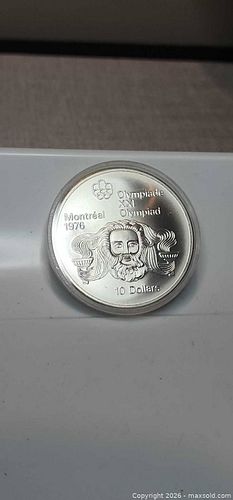 Olympiade
XXI
Olympiad
Montréal
1976
10 Dollars
Copyright © 2026 - maxsold.com